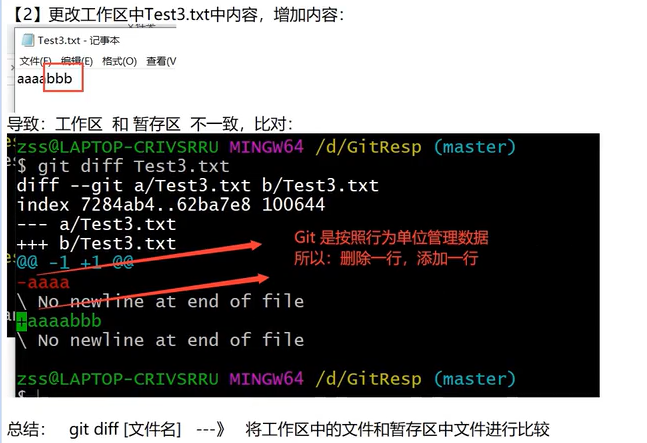 【2】更改工作区中Test3.txt中内容，增加内容：
Test3.txt - 记事本
文件(F) 编辑(E) 格式(O) 查看(V
aaaabbb
导致：工作区 和 暂存区 不一致，比对：
zss@LAPTOP-CRIVSRRU MINGW64 /d/GitResp (master)
$ git diff Test3.txt
diff --git a/Test3.txt b/Test3.txt
index 7284ab4..62ba7e8 100644
--- a/Test3.txt
+++ b/Test3.txt
@@ -1 +1 @@
-aaaa
\ No newline at end of file
+aaaabbb
\ No newline at end of file
Git 是按照行为单位管理数据
所以：删除一行，添加一行
zss@LAPTOP-CRIVSRRU MINGW64 /d/GitResp (master)
$
总结： git diff [文件名] ---》 将工作区中的文件和暂存区中文件进行比较